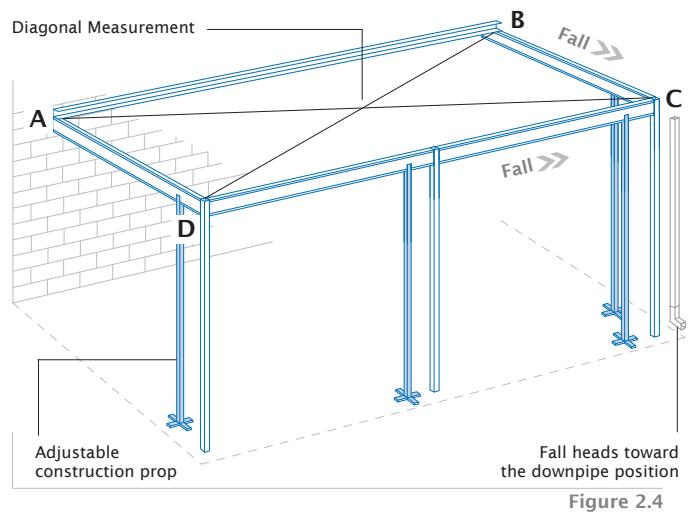 Diagonal Measurement
B
Fall
A
C
Fall
D
Adjustable
construction prop
Fall heads toward
the downpipe position
Figure 2.4